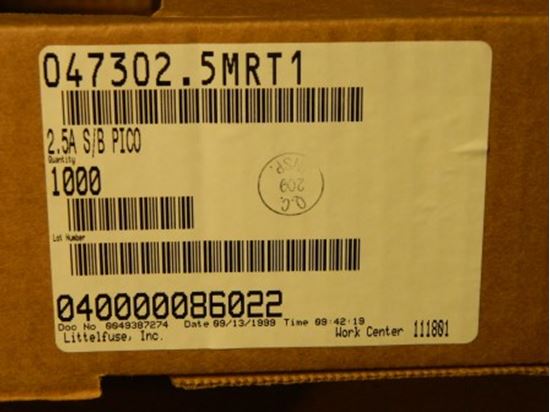 047302.5MRT1
2.5A S/B PICO
Quantity
1000
Q.C.
209
INSP.
Lot Number
040000086022
Doc No 0049387274 Date 09/13/1999 Time 09:42:19
Littelfuse, Inc. Work Center 111801